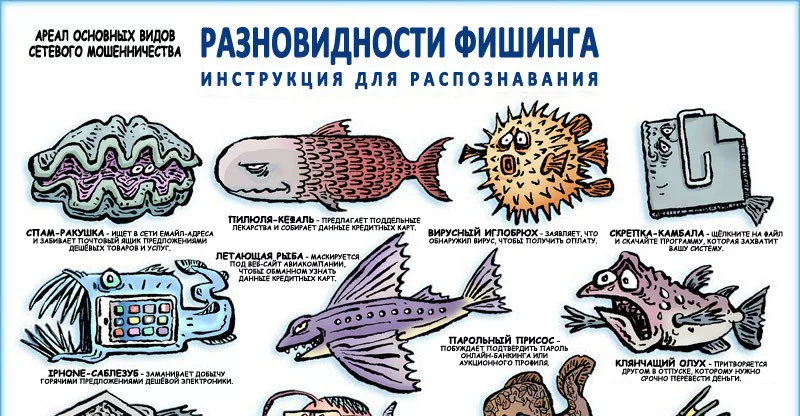 АРЕАЛ ОСНОВНЫХ ВИДОВ
СЕТЕВОГО МОШЕННИЧЕСТВА
РАЗНОВИДНОСТИ ФИШИНГА
ИНСТРУКЦИЯ ДЛЯ РАСПОЗНАВАНИЯ
СПАМ-РАКУШКА - ИЩЕТ В СЕТИ ЕМАЙЛ-АДРЕСА
И ЗАБИВАЕТ ПОЧТОВЫЙ ЯЩИК ПРЕДЛОЖЕНИЯМИ
ДЕШЁВЫХ ТОВАРОВ И УСЛУГ.
ПИЛЮЛЯ-КЕФАЛЬ - ПРЕДЛАГАЕТ ПОДДЕЛЬНЫЕ
ЛЕКАРСТВА И СОБИРАЕТ ДАННЫЕ КРЕДИТНЫХ КАРТ.
ВИРУСНЫЙ ИГЛОБРЮХ - ЗАЯВЛЯЕТ, ЧТО
ОБНАРУЖИЛ ВИРУС, ЧТОБЫ ПОЛУЧИТЬ ОПЛАТУ.
СКРЕПКА-КАМБАЛА - ЩЁЛКНИТЕ НА ФАЙЛ
И СКАЧАЙТЕ ПРОГРАММУ, КОТОРАЯ ЗАХВАТИТ
ВАШУ СИСТЕМУ.
ЛЕТАЮЩАЯ РЫБА - МАСКИРУЕТСЯ
ПОД ВЕБ-САЙТ АВИАКОМПАНИИ,
ЧТОБЫ ОБМАНОМ УЗНАТЬ
ДАННЫЕ КРЕДИТНЫХ КАРТ.
IPHONE-САБЛЕЗУБ - ЗАМАНИВАЕТ ДОБЫЧУ
ГОРЯЧИМИ ПРЕДЛОЖЕНИЯМИ ДЕШЁВОЙ ЭЛЕКТРОНИКИ.
ПАРОЛЬНЫЙ ПРИСОС -
ПОБУЖДАЕТ ПОДТВЕРДИТЬ ПАРОЛЬ
ОНЛАЙН-БАНКИНГА ИЛИ
АУКЦИОННОГО ПРОФИЛЯ.
КЛЯНЧАЩИЙ ОЛУХ - ПРИТВОРЯЕТСЯ
ДРУГОМ В ОТПУСКЕ, КОТОРОМУ НУЖНО
СРОЧНО ПЕРЕВЕСТИ ДЕНЬГИ.